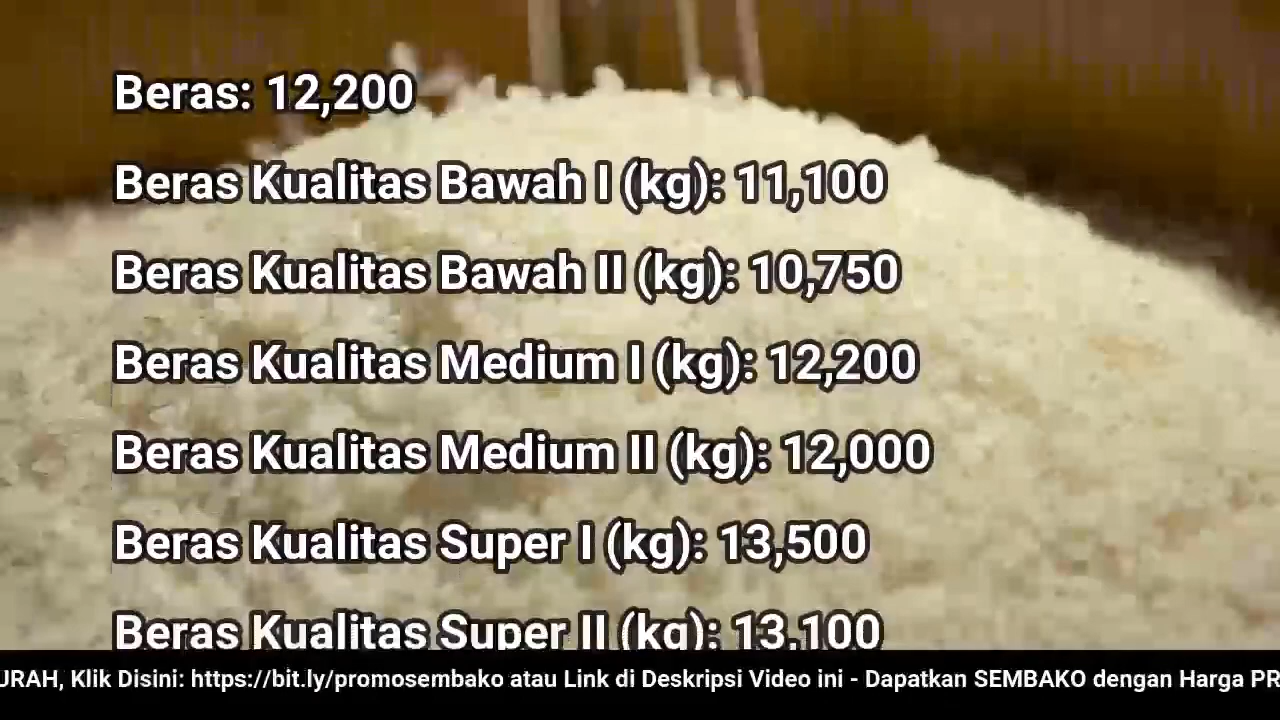 Beras: 12,200
Beras Kualitas Bawah I (kg): 11,100
Beras Kualitas Bawah II (kg): 10,750
Beras Kualitas Medium I (kg): 12,200
Beras Kualitas Medium II (kg): 12,000
Beras Kualitas Super I (kg): 13,500
Beras Kualitas Super II (kg): 13,100
URAH, Klik Disini: https://bit.ly/promosembako atau Link di Deskripsi Video ini - Dapatkan SEMBAKO dengan Harga PR